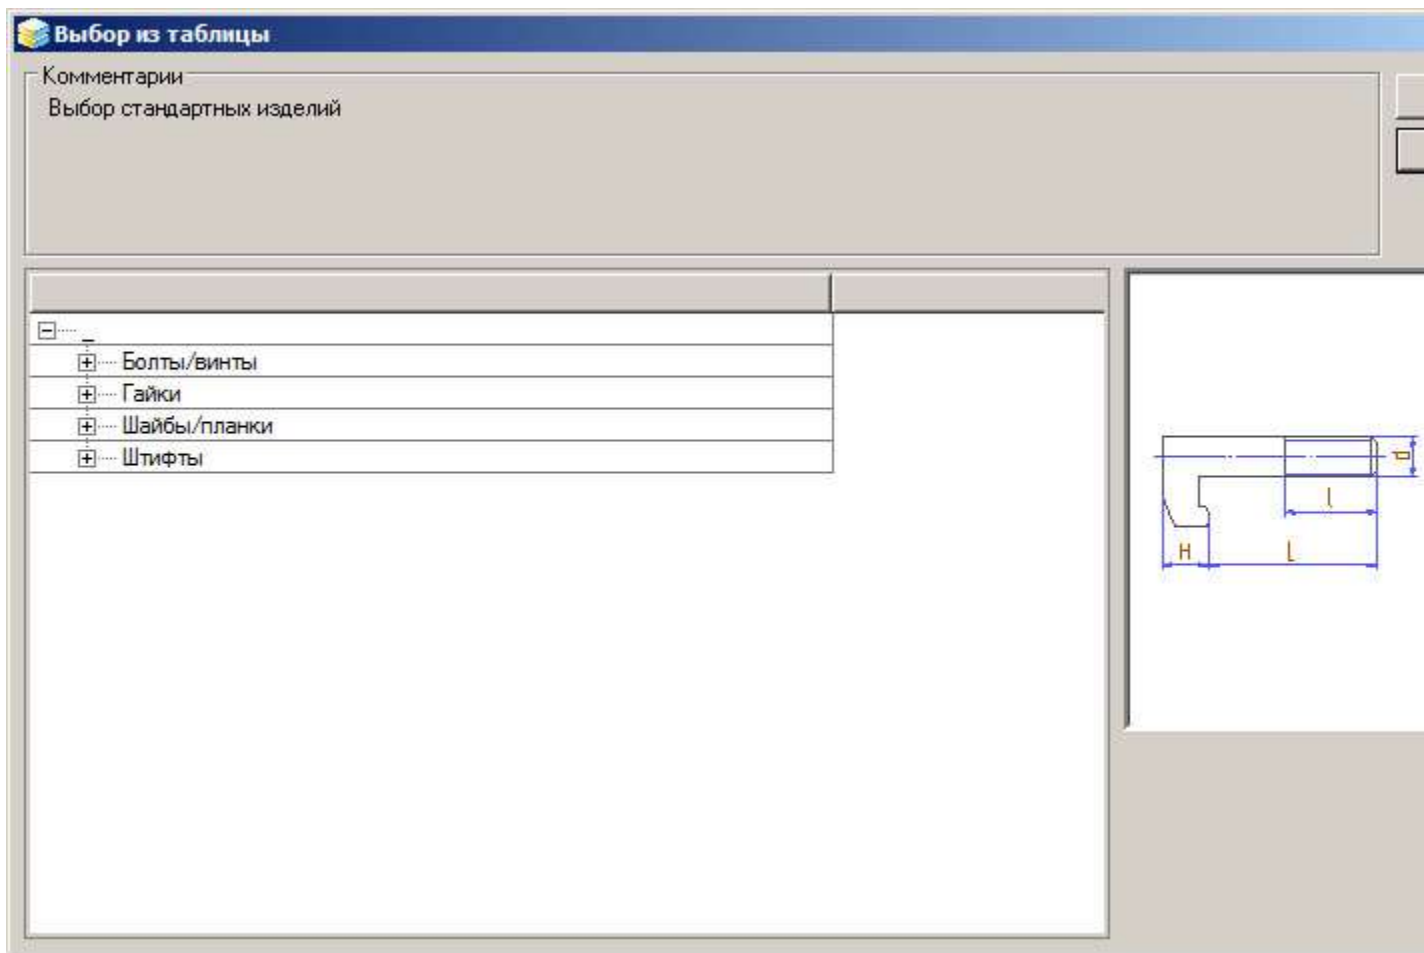 Выбор из таблицы
Комментарии
Выбор стандартных изделий
_
Болты/винты
Гайки
Шайбы/планки
Штифты
d
l
H
L